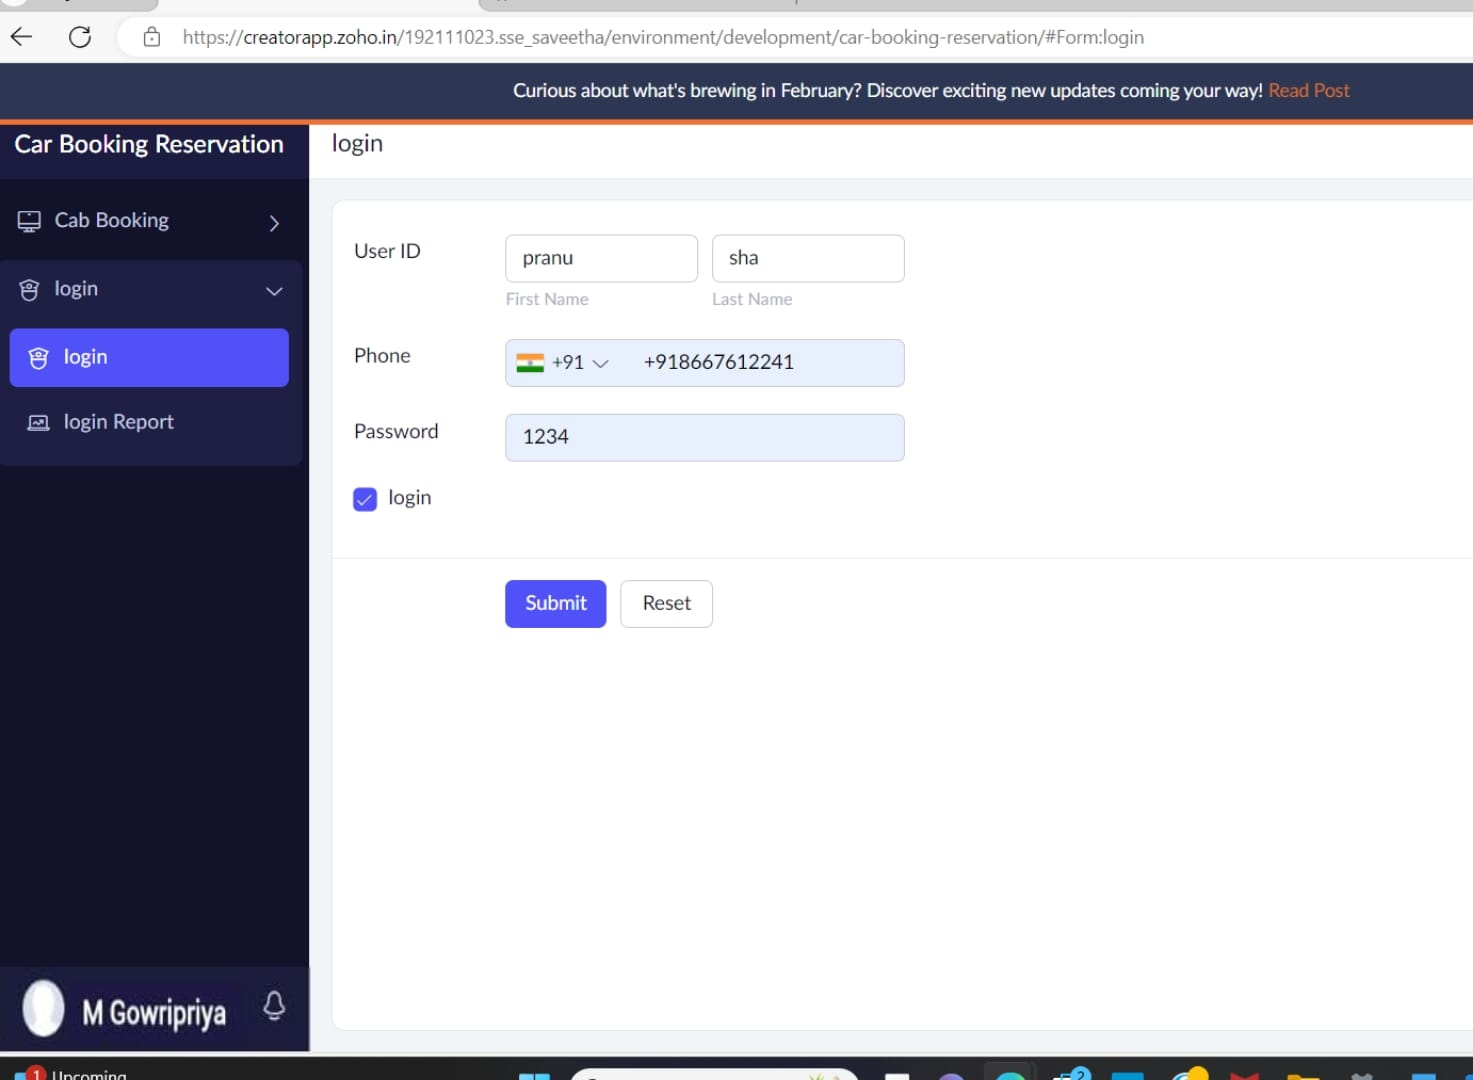 https://creatorapp.zoho.in/192111023.sse_saveetha/environment/development/car-booking-reservation/#Form:login
Curious about what's brewing in February? Discover exciting new updates coming your way! Read Post
Car Booking Reservation
login
Cab Booking
login
login
login Report
User ID
pranu
sha
First Name
Last Name
Phone
+91
+918667612241
Password
1234
login
Submit
Reset
M Gowripriya
1
Upcoming
2